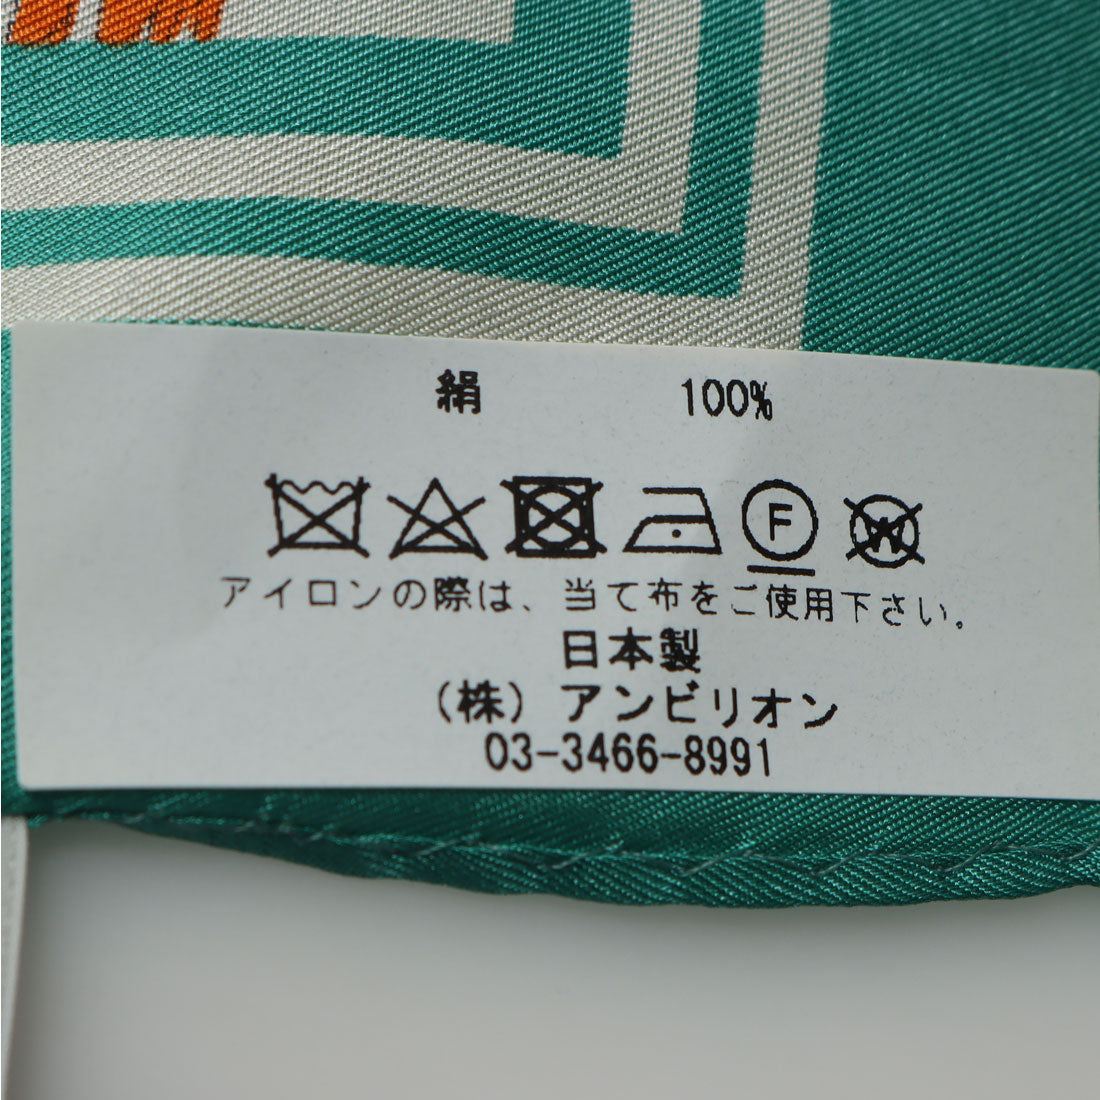 絹 100%
F W
アイロンの際は、当て布をご使用下さい。
日本製
(株) アンビリオン
03-3466-8991